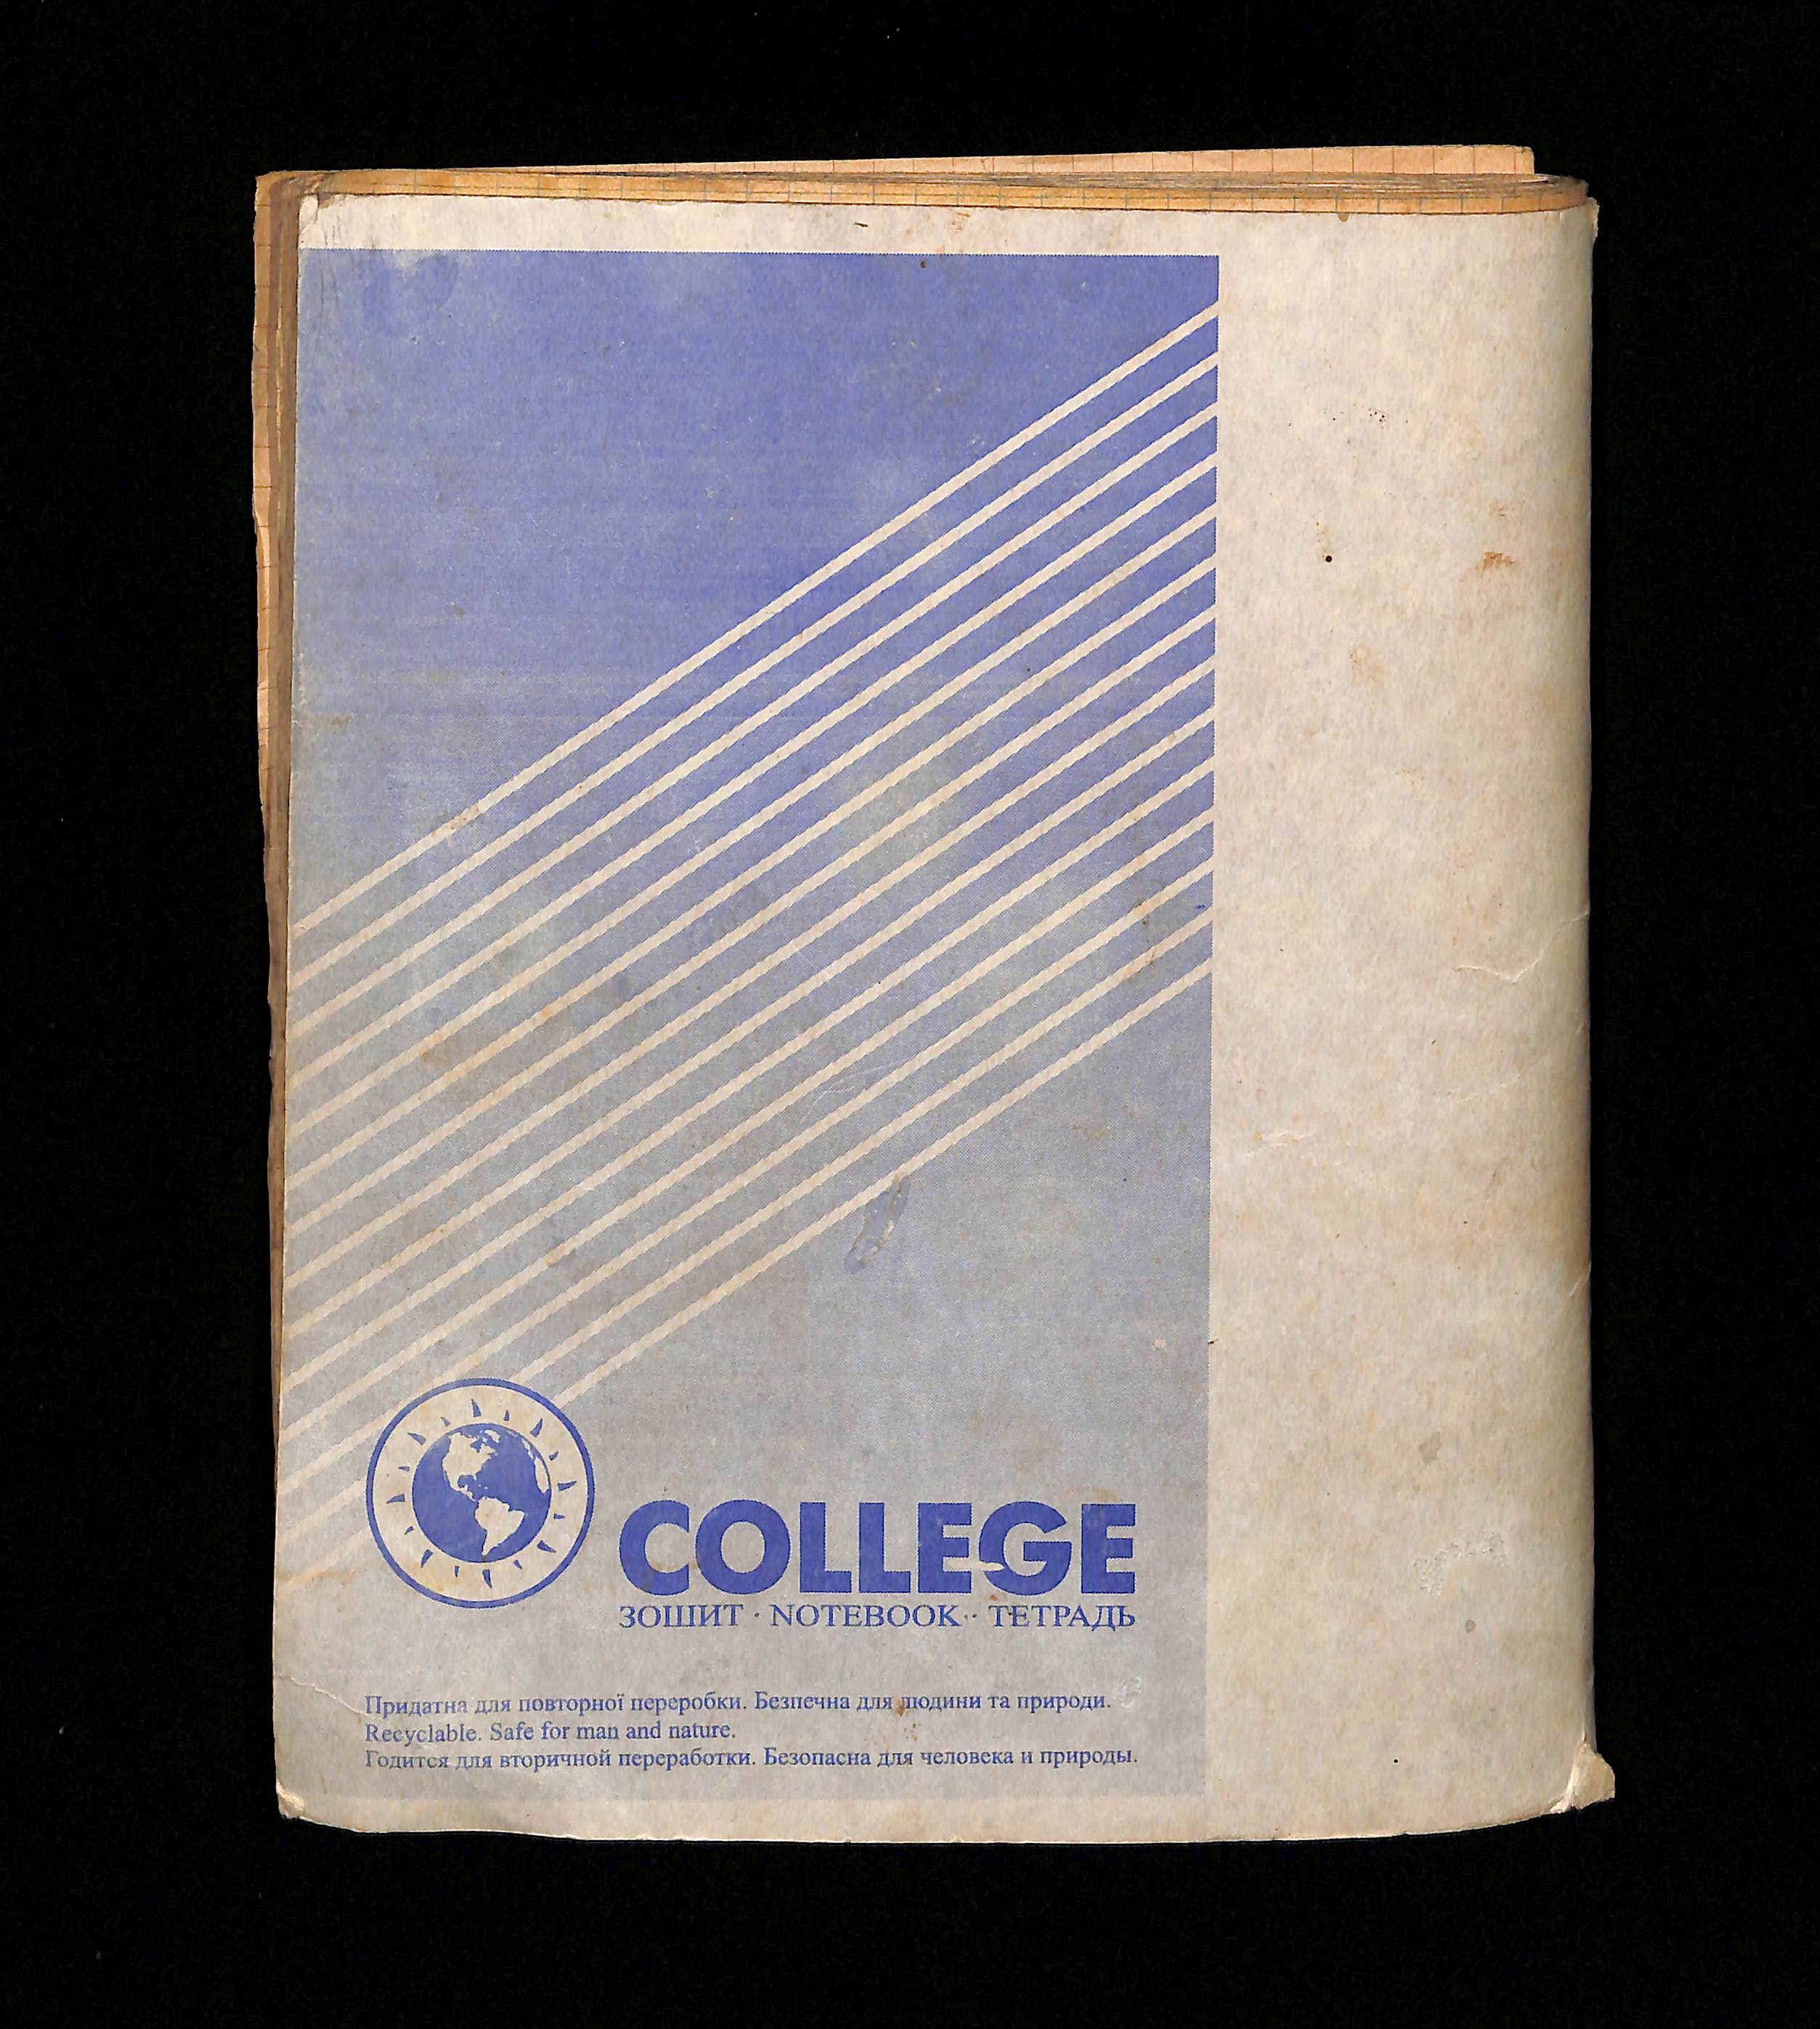 COLLEGE
ЗОШИТ · NOTEBOOK · ТЕТРАДЬ
Придатна для повторної переробки. Безпечна для людини та природи.
Recyclable. Safe for man and nature.
Годится для вторичной переработки. Безопасна для человека и природы.